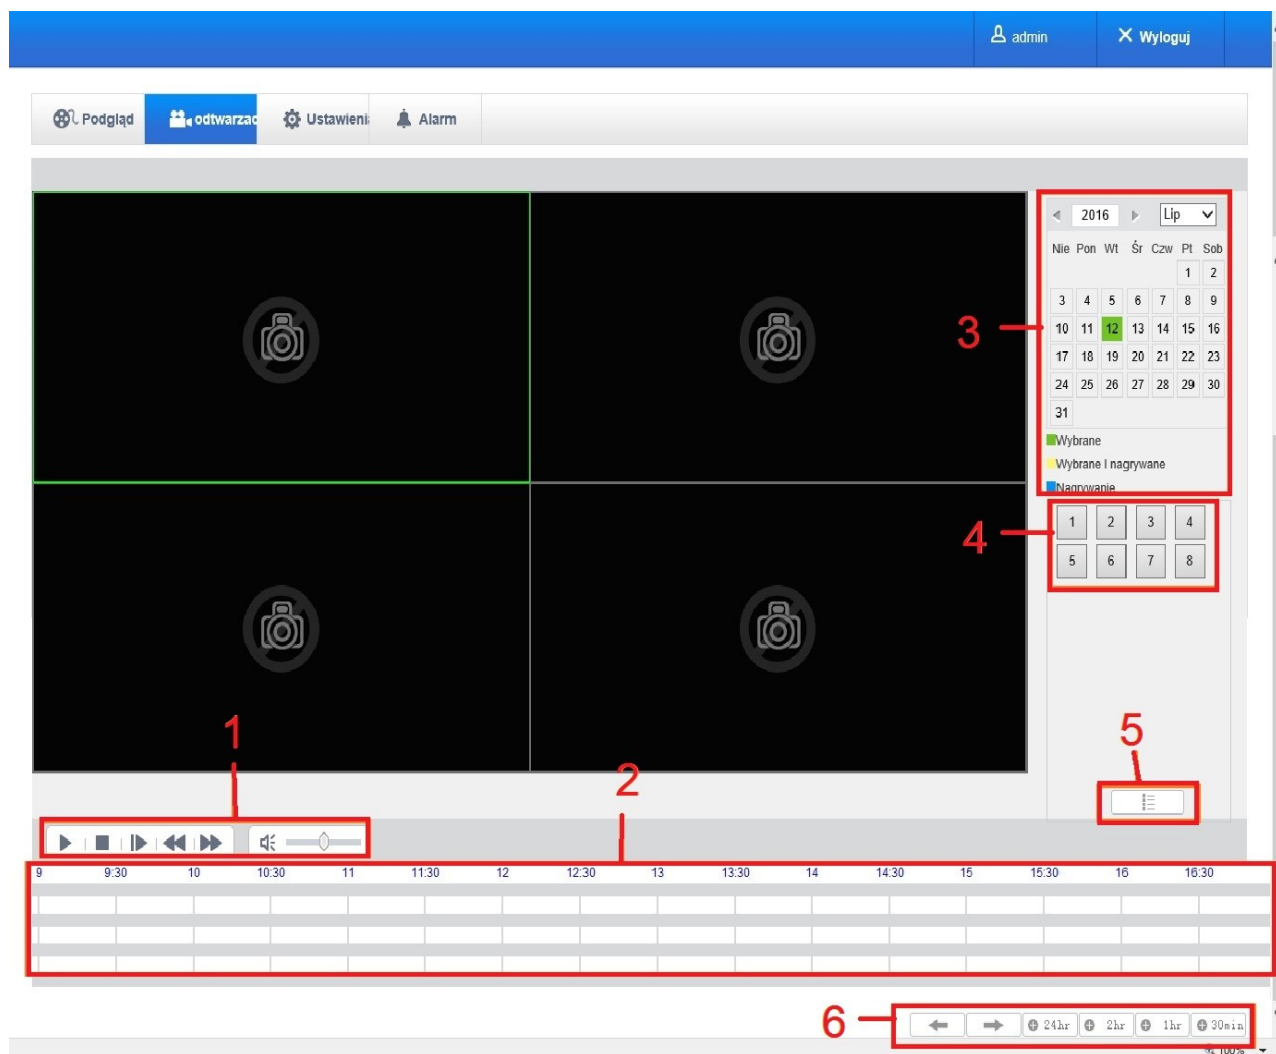 admin Wyloguj
Podgląd odtwarzac Ustawieni Alarm
2016 Lip
Nie Pon Wt Śr Czw Pt Sob
1 2
3 4 5 6 7 8 9
10 11 12 13 14 15 16
17 18 19 20 21 22 23
24 25 26 27 28 29 30
31
Wybrane
Wybrane I nagrywane
Nagrywanie
3
1 2 3 4
5 6 7 8
4
5
1
2
9 9:30 10 10:30 11 11:30 12 12:30 13 13:30 14 14:30 15 15:30 16 16:30
6
24hr 2hr 1hr 30min
100%